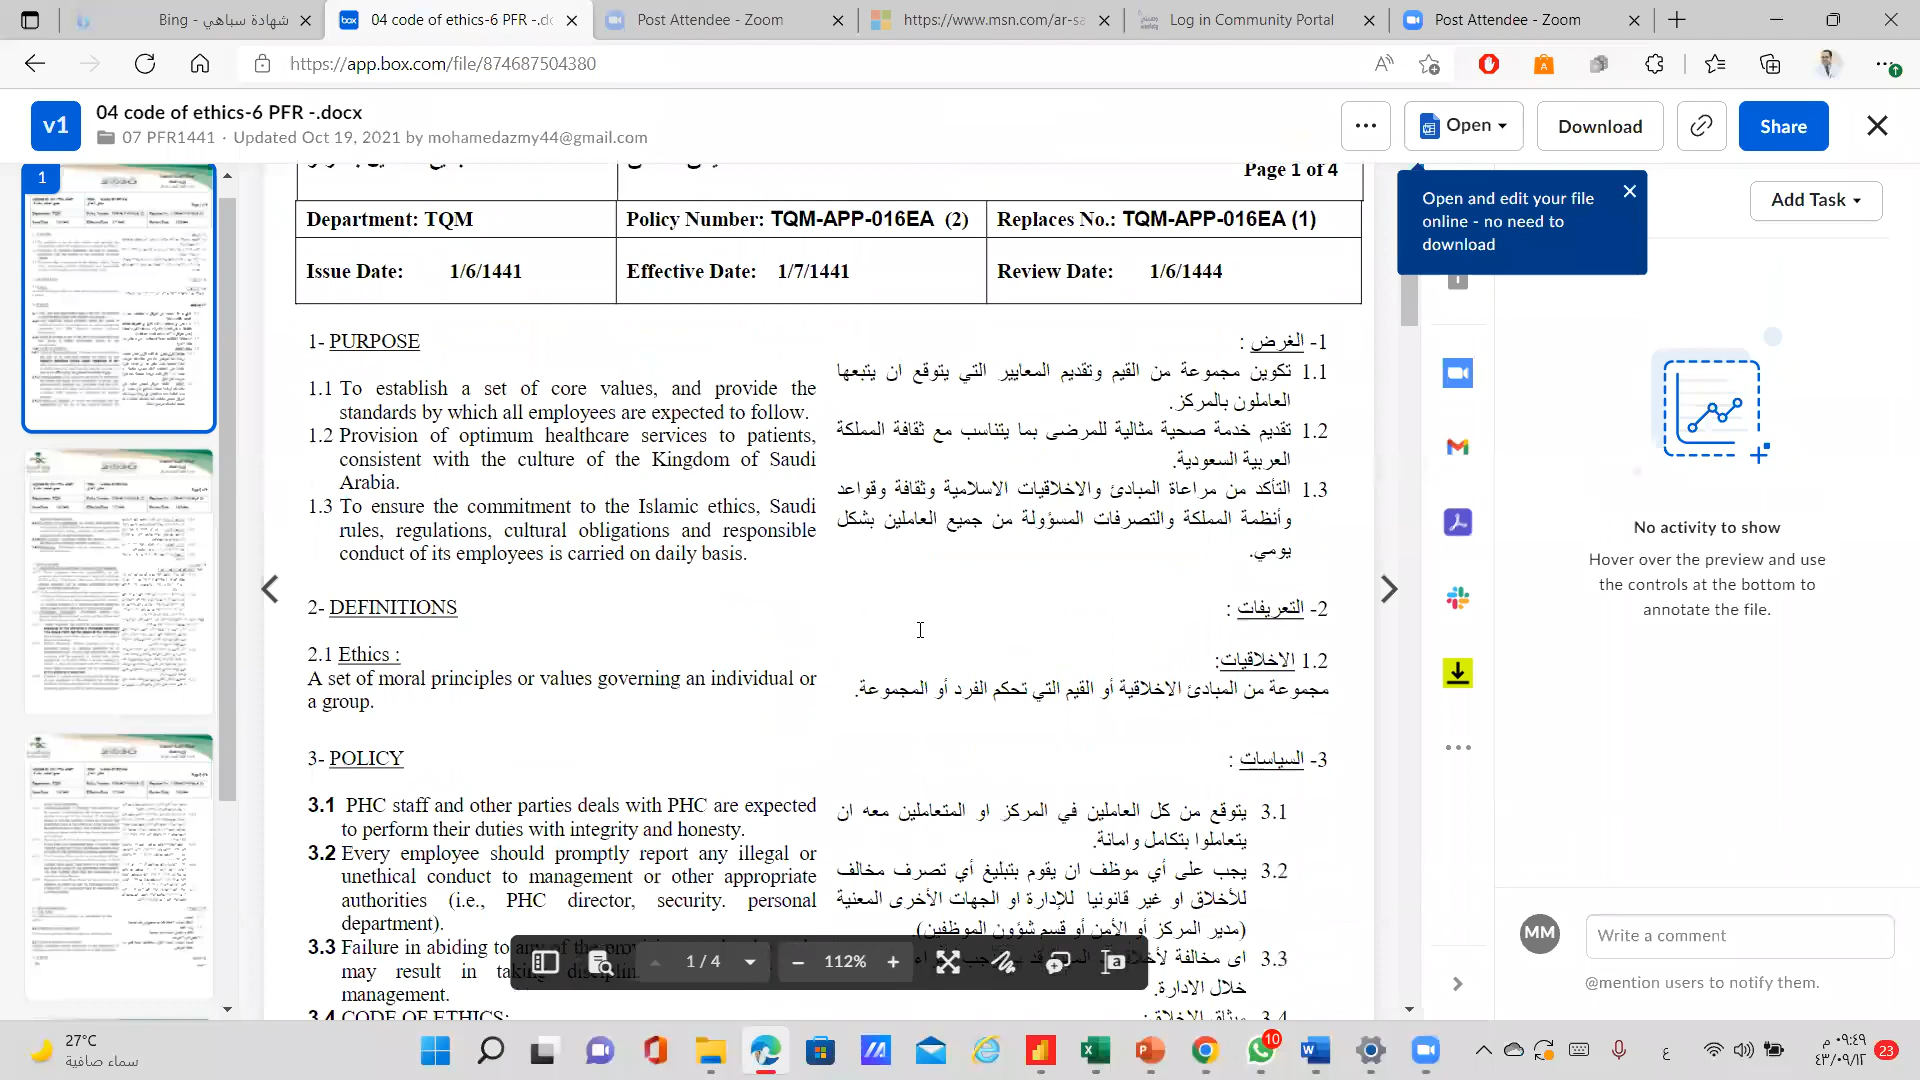 Bing - شهادة سباهي
04 code of ethics-6 PFR -.dc
Post Attendee - Zoom
https://www.msn.com/ar-sa
Log in Community Portal
Post Attendee - Zoom
https://app.box.com/file/874687504380
v1
04 code of ethics-6 PFR -.docx
07 PFR1441 · Updated Oct 19, 2021 by mohamedazmy44@gmail.com
Open
Download
Share
Open and edit your file
online - no need to
download
Add Task
1
Page 1 of 4
Department: TQM
Policy Number: TQM-APP-016EA (2)
Replaces No.: TQM-APP-016EA (1)
Issue Date: 1/6/1441
Effective Date: 1/7/1441
Review Date: 1/6/1444
1- PURPOSE
1.1 To establish a set of core values, and provide the
standards by which all employees are expected to follow.
1.2 Provision of optimum healthcare services to patients,
consistent with the culture of the Kingdom of Saudi
Arabia.
1.3 To ensure the commitment to the Islamic ethics, Saudi
rules, regulations, cultural obligations and responsible
conduct of its employees is carried on daily basis.
2- DEFINITIONS
2.1 Ethics :
A set of moral principles or values governing an individual or
a group.
3- POLICY
3.1 PHC staff and other parties deals with PHC are expected
to perform their duties with integrity and honesty.
3.2 Every employee should promptly report any illegal or
unethical conduct to management or other appropriate
authorities (i.e., PHC director, security. personal
department).
3.3 Failure in abiding to any of the
may result in
management.
3.4 CODE OF ETHICS:
1- الغرض :
1.1 تكوين مجموعة من القيم وتقديم المعايير التي يتوقع ان يتبعها
العاملون بالمركز.
1.2 تقديم خدمة صحية مثالية للمرضى بما يتناسب مع ثقافة المملكة
العربية السعودية.
1.3 التأكد من مراعاة المبادئ والاخلاقيات الاسلامية وثقافة وقواعد
وأنظمة المملكة والتصرفات المسؤولة من جميع العاملين بشكل
يومي.
2- التعريفات :
1.2 الاخلاقيات:
مجموعة من المبادئ الاخلاقية أو القيم التي تحكم الفرد أو المجموعة.
3- السياسات :
3.1 يتوقع من كل العاملين في المركز او المتعاملين معه ان
يتعاملوا بتكامل وامانة.
3.2 يجب على أي موظف ان يقوم بتبليغ أي تصرف مخالف
للأخلاق او غير قانونيا للإدارة او الجهات الأخرى المعنية
(مدير المركز أو الأمن أو قسم شؤون الموظفين).
3.3 اى مخالفة
خلال الادارة.
1 / 4
112%
No activity to show
Hover over the preview and use
the controls at the bottom to
annotate the file.
MM
Write a comment
@mention users to notify them.
27°C
سماء صافية
10
ع
٠٩:٤٩ م
٤٣/٠٩/١٢
23